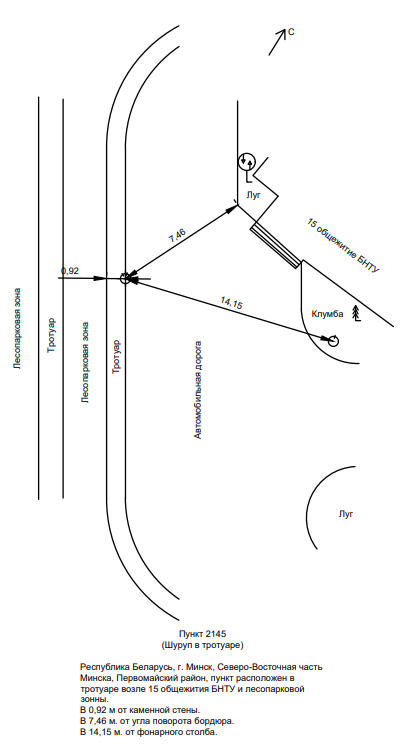 С
Луг
15 общежитие БНТУ
7,46
0,92
14,15
Клумба
Лесопарковая зона
Тротуар
Лесопарковая зона
Тротуар
Автомобильная дорога
Луг
Пункт 2145
(Шуруп в тротуаре)
Республика Беларусь, г. Минск, Северо-Восточная часть
Минска, Первомайский район, пункт расположен в
тротуаре возле 15 общежития БНТУ и лесопарковой
зонны.
В 0,92 м от каменной стены.
В 7,46 м. от угла поворота бордюра.
В 14,15 м. от фонарного столба.